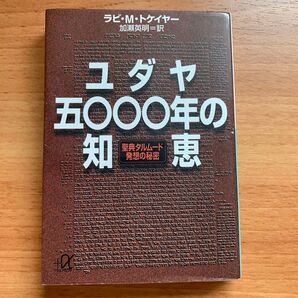 ラビ・M・トケイヤー
加瀬英明=訳
ユダヤ
五〇〇〇年の
知恵
聖典タルムード
発想の秘密
+α